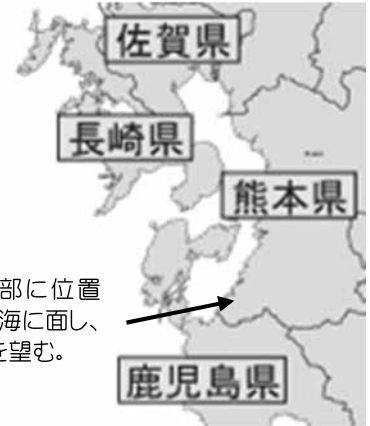 佐賀県
長崎県
熊本県
部に位置
海に面し、
を望む。
鹿児島県